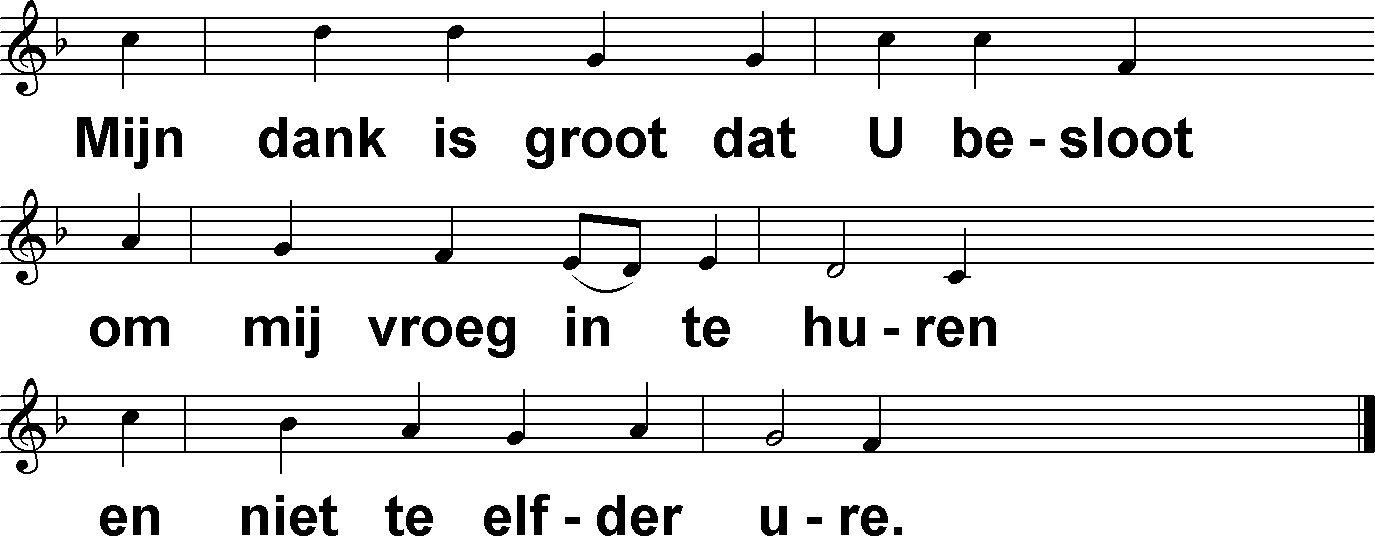 Mijn dank is groot dat U be - sloot
om mij vroeg in te hu - ren
en niet te elf - der u - re.